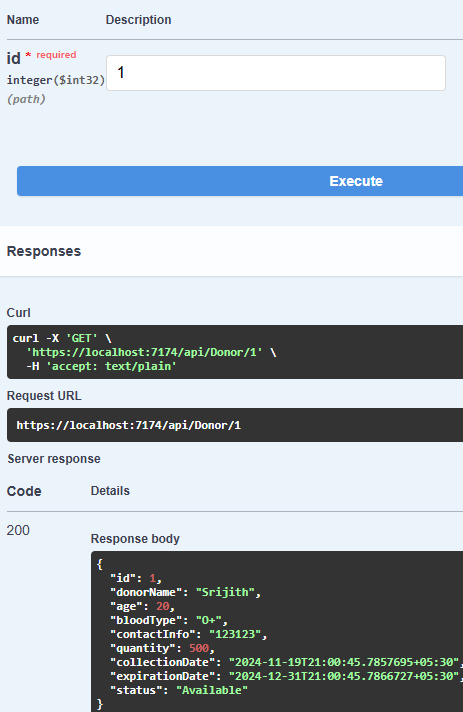 Name Description
id * required
integer($int32)
(path)
1
Execute
Responses
Curl
curl -X 'GET' \
'https://localhost:7174/api/Donor/1' \
-H 'accept: text/plain'
Request URL
https://localhost:7174/api/Donor/1
Server response
Code Details
200
Response body
{
"id": 1,
"donorName": "Srijith",
"age": 20,
"bloodType": "O+",
"contactInfo": "123123",
"quantity": 500,
"collectionDate": "2024-11-19T21:00:45.7857695+05:30",
"expirationDate": "2024-12-31T21:00:45.7866727+05:30",
"status": "Available"
}